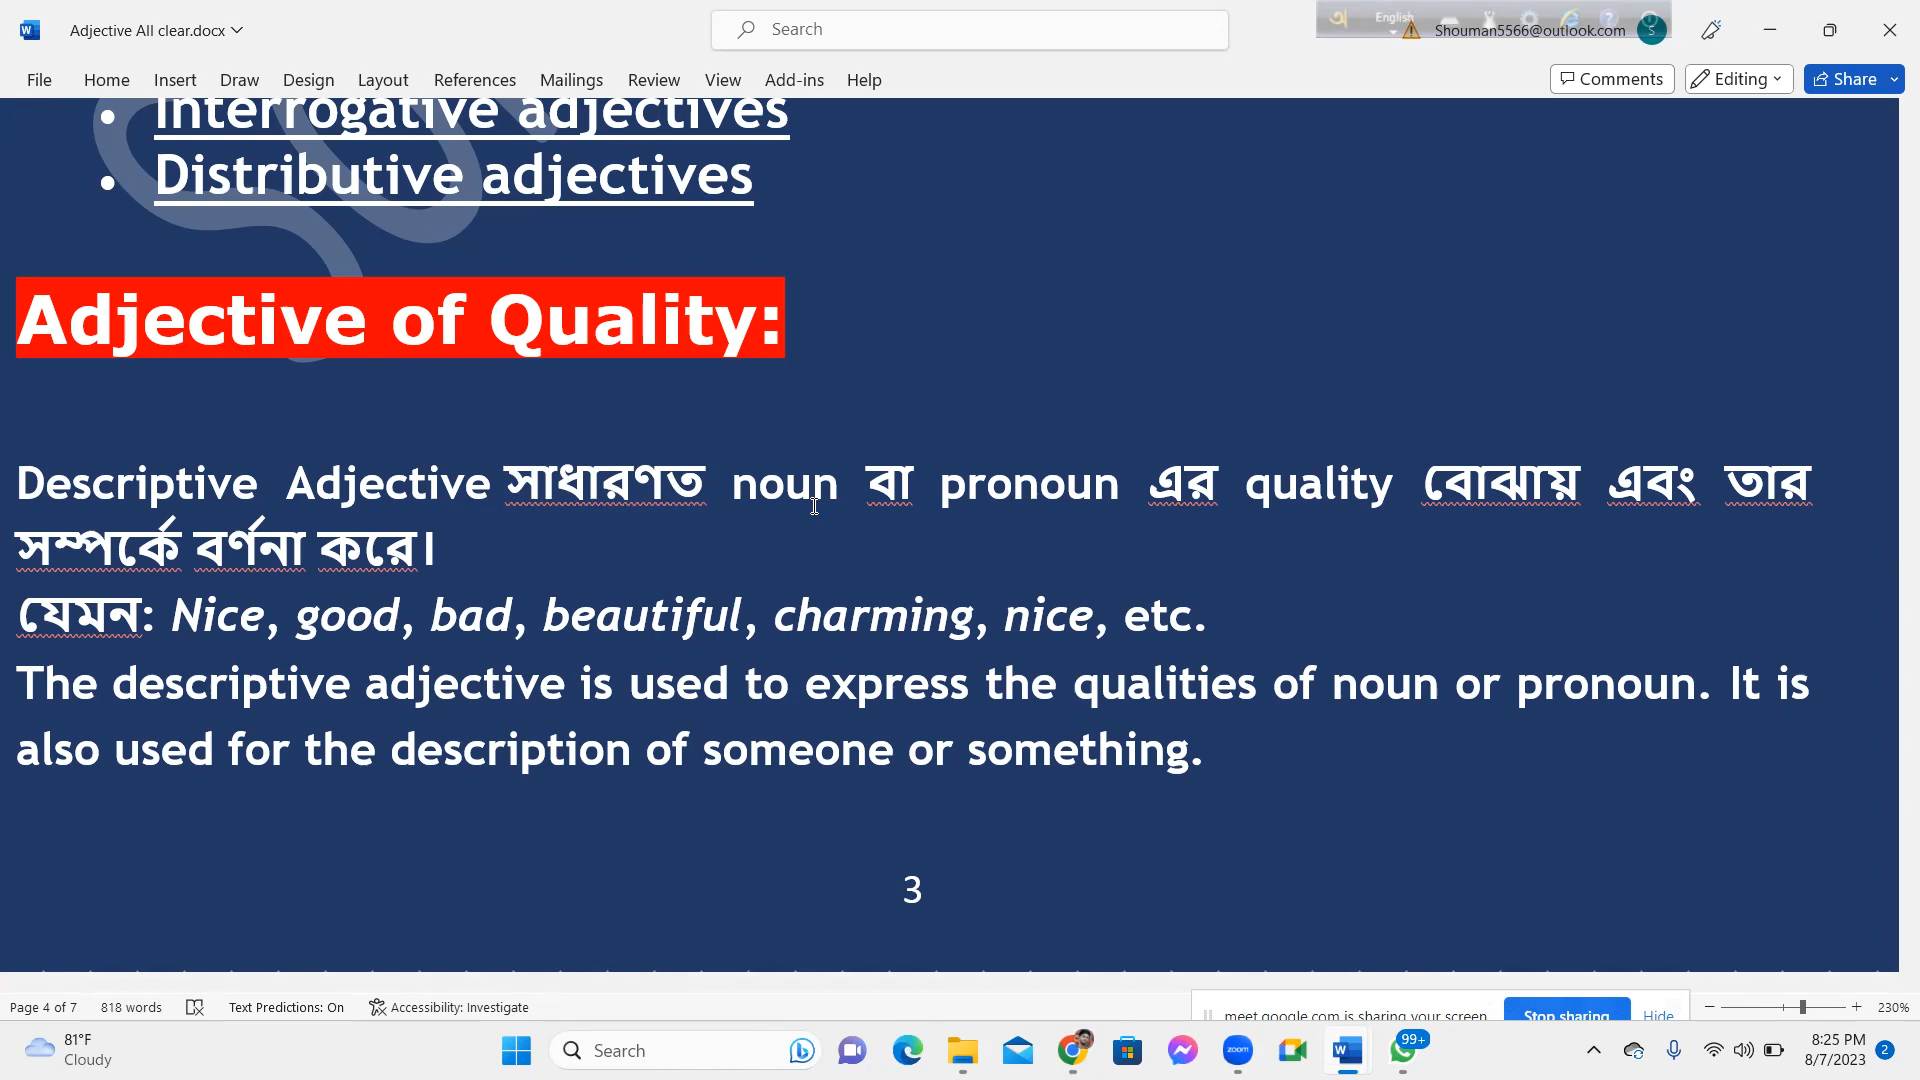 Adjective All clear.docx
Search
English
Shouman5566@outlook.com
S
File Home Insert Draw Design Layout References Mailings Review View Add-ins Help
Comments Editing Share
• Interrogative adjectives
• Distributive adjectives
Adjective of Quality:
Descriptive Adjective সাধারণত noun বা pronoun এর quality বোঝায় এবং তার
সম্পর্কে বর্ণনা করে।
যেমন: Nice, good, bad, beautiful, charming, nice, etc.
The descriptive adjective is used to express the qualities of noun or pronoun. It is
also used for the description of someone or something.
3
Page 4 of 7 818 words Text Predictions: On Accessibility: Investigate
meet.google.com is sharing your screen. Stop sharing Hide
230%
81°F
Cloudy
Search
zoom
99+
8:25 PM
8/7/2023
2